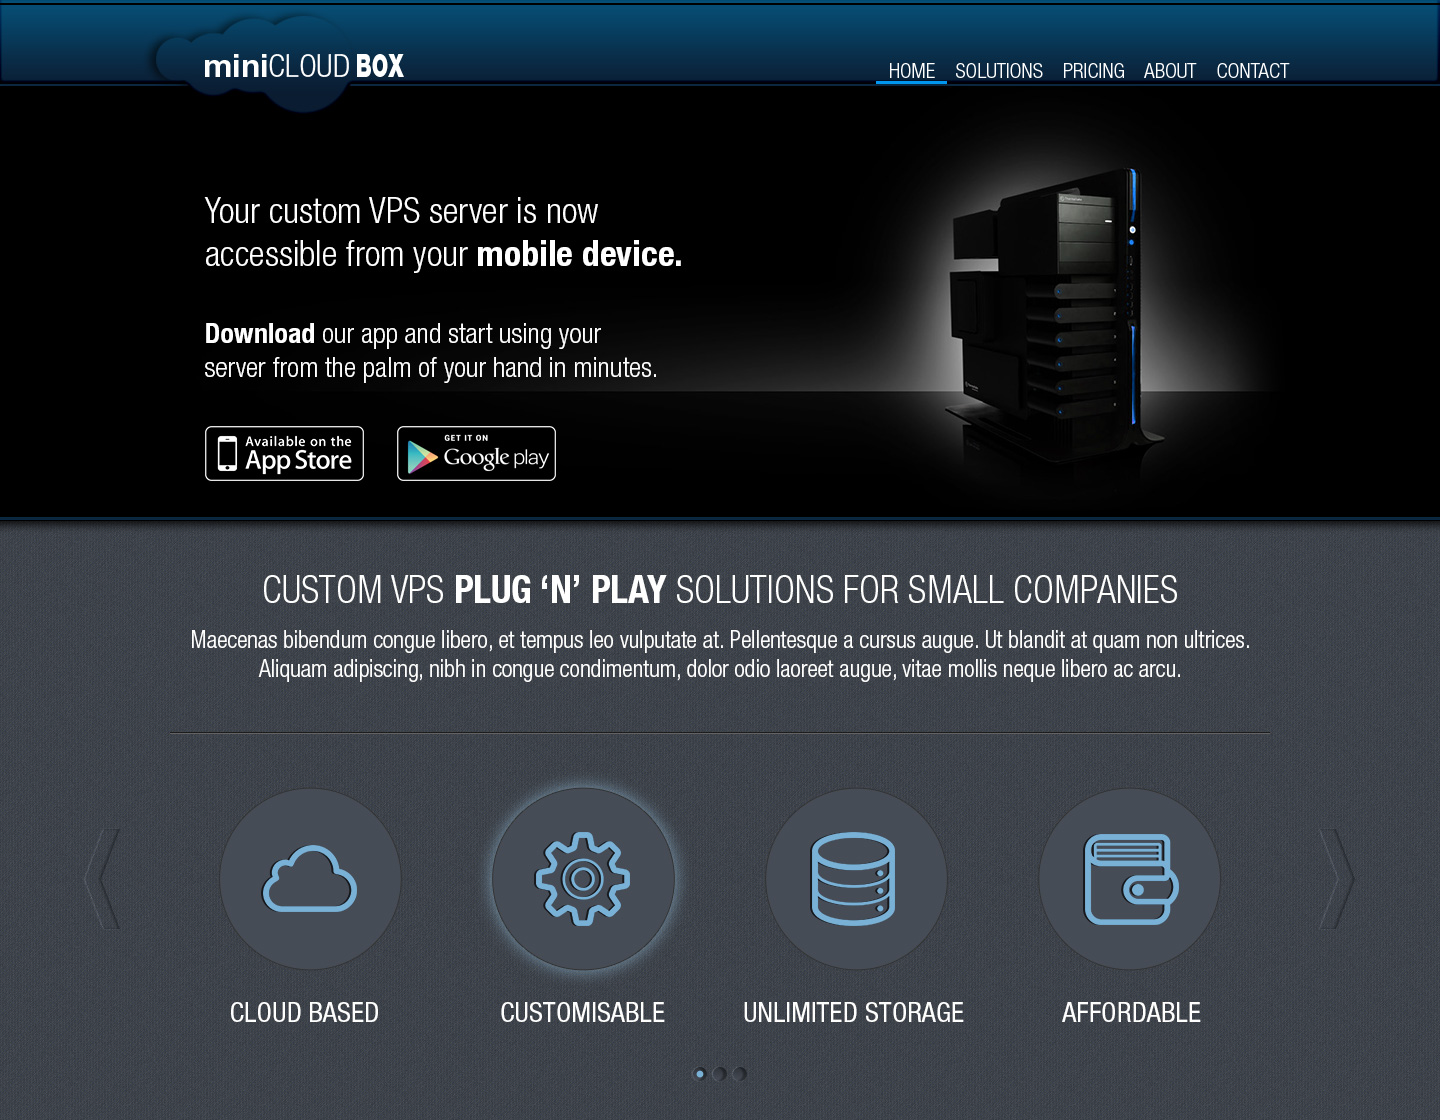 miniCLOUD BOX
HOME SOLUTIONS PRICING ABOUT CONTACT
Your custom VPS server is now
accessible from your mobile device.
Download our app and start using your
server from the palm of your hand in minutes.
Available on the
App Store
GET IT ON
Google play
CUSTOM VPS PLUG ‘N’ PLAY SOLUTIONS FOR SMALL COMPANIES
Maecenas bibendum congue libero, et tempus leo vulputate at. Pellentesque a cursus augue. Ut blandit at quam non ultrices.
Aliquam adipiscing, nibh in congue condimentum, dolor odio laoreet augue, vitae mollis neque libero ac arcu.
CLOUD BASED
CUSTOMISABLE
UNLIMITED STORAGE
AFFORDABLE